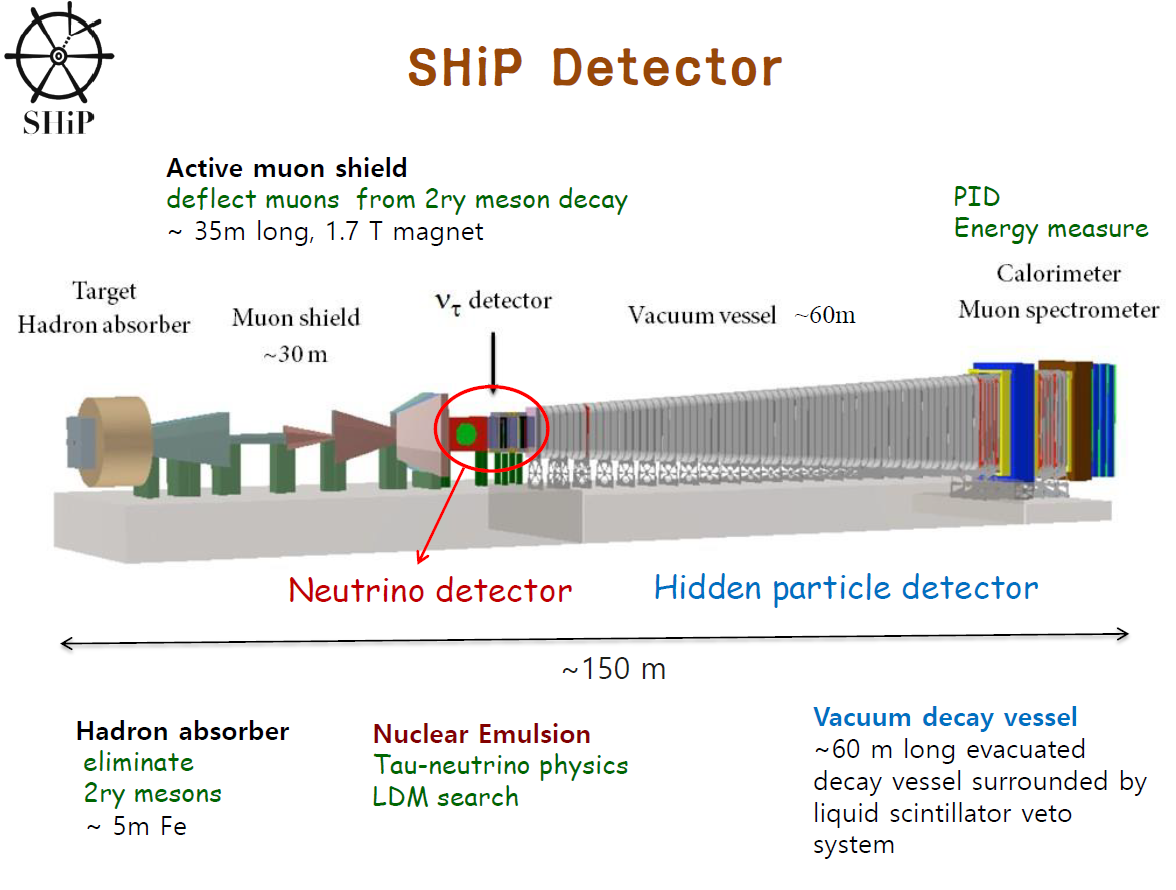 SHiP
SHiP Detector
Active muon shield
deflect muons from 2ry meson decay
~ 35m long, 1.7 T magnet
PID
Energy measure
Target
Hadron absorber
Muon shield
~30 m
ντ detector
Vacuum vessel ~60m
Calorimeter
Muon spectrometer
Neutrino detector
Hidden particle detector
~150 m
Hadron absorber
eliminate
2ry mesons
~ 5m Fe
Nuclear Emulsion
Tau-neutrino physics
LDM search
Vacuum decay vessel
~60 m long evacuated
decay vessel surrounded by
liquid scintillator veto
system